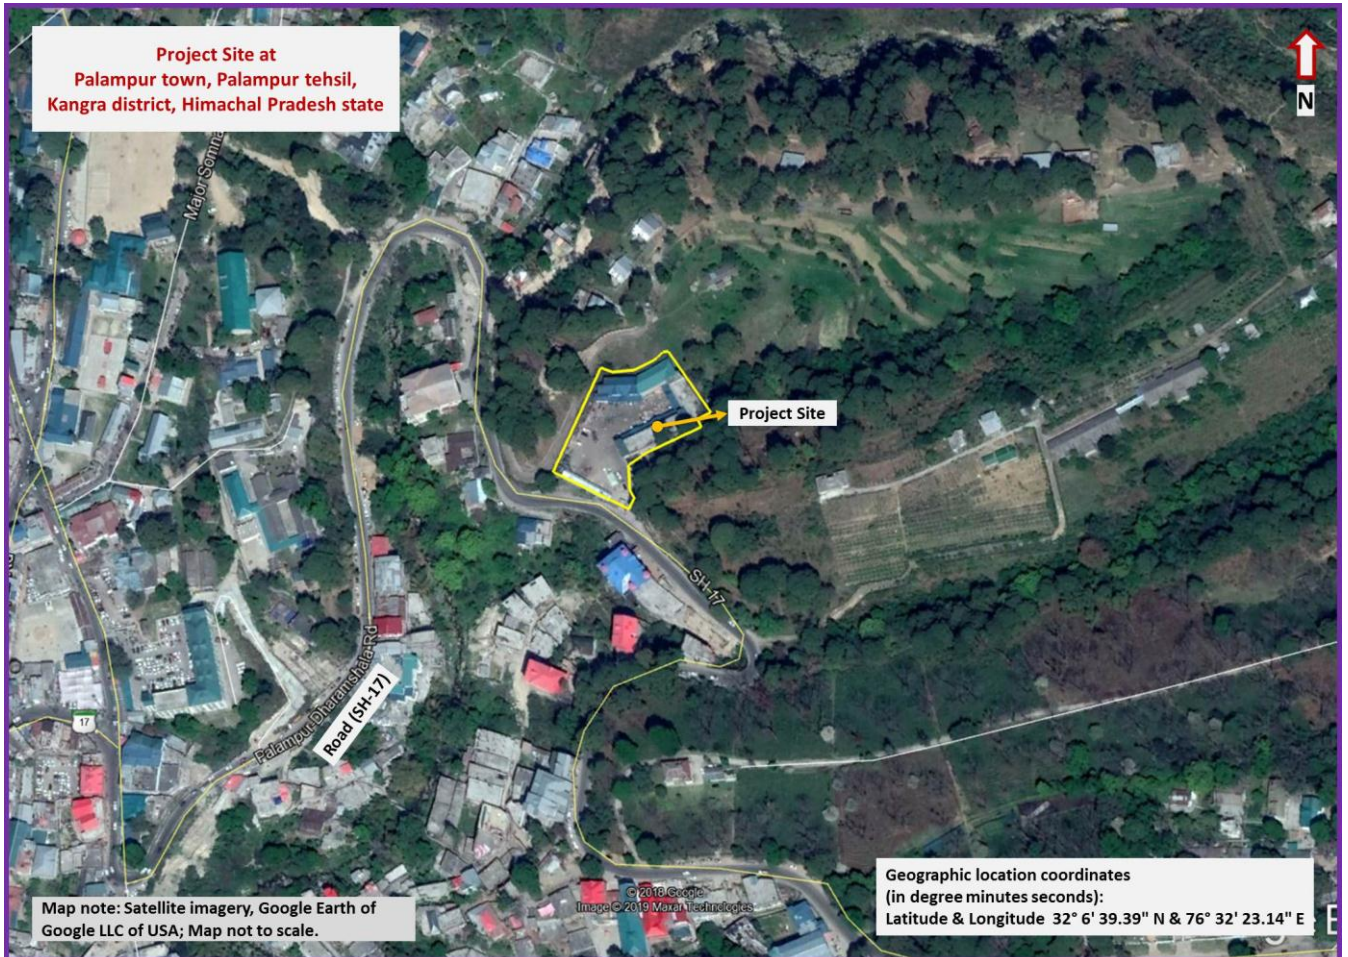 Project Site at
Palampur town, Palampur tehsil,
Kangra district, Himachal Pradesh state
N
Major Somna
Project Site
SH-17
Palampur Dharamshala Rd
Road (SH-17)
17
© 2018 Google
Image © 2019 Maxar Technologies
Geographic location coordinates
(in degree minutes seconds):
Latitude & Longitude 32° 6' 39.39" N & 76° 32' 23.14" E
Map note: Satellite imagery, Google Earth of
Google LLC of USA; Map not to scale.